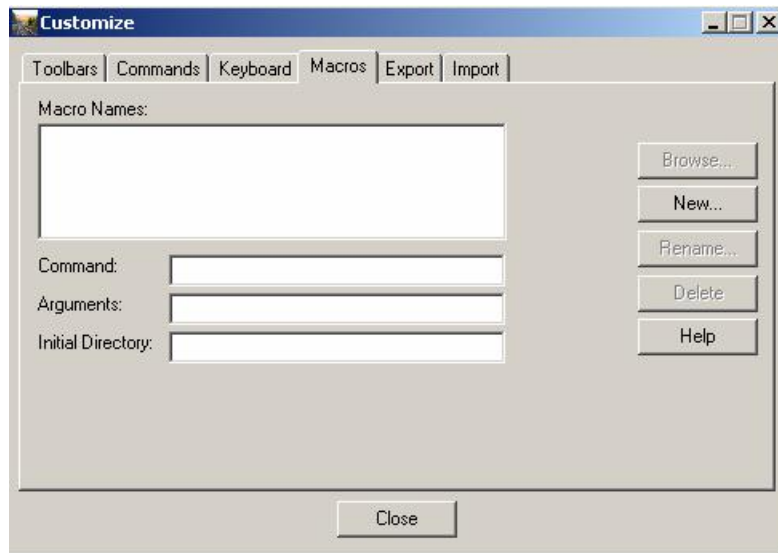 Customize
Toolbars Commands Keyboard Macros Export Import
Macro Names:
Browse...
New...
Rename...
Command:
Delete
Arguments:
Help
Initial Directory:
Close